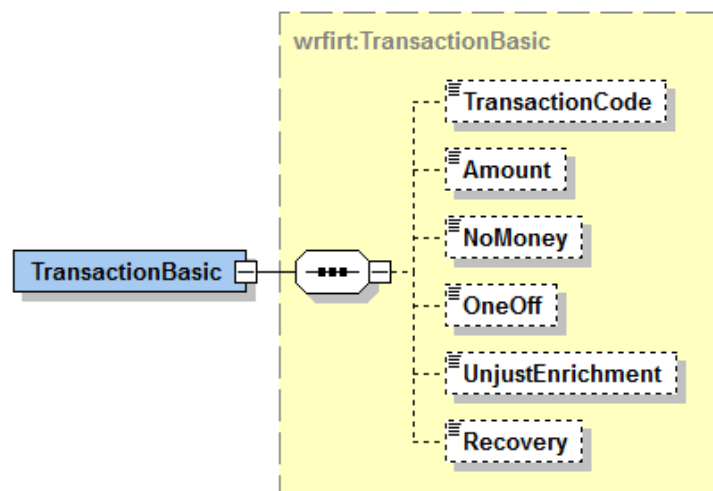 wrfirt:TransactionBasic
TransactionCode
Amount
NoMoney
TransactionBasic
OneOff
UnjustEnrichment
Recovery